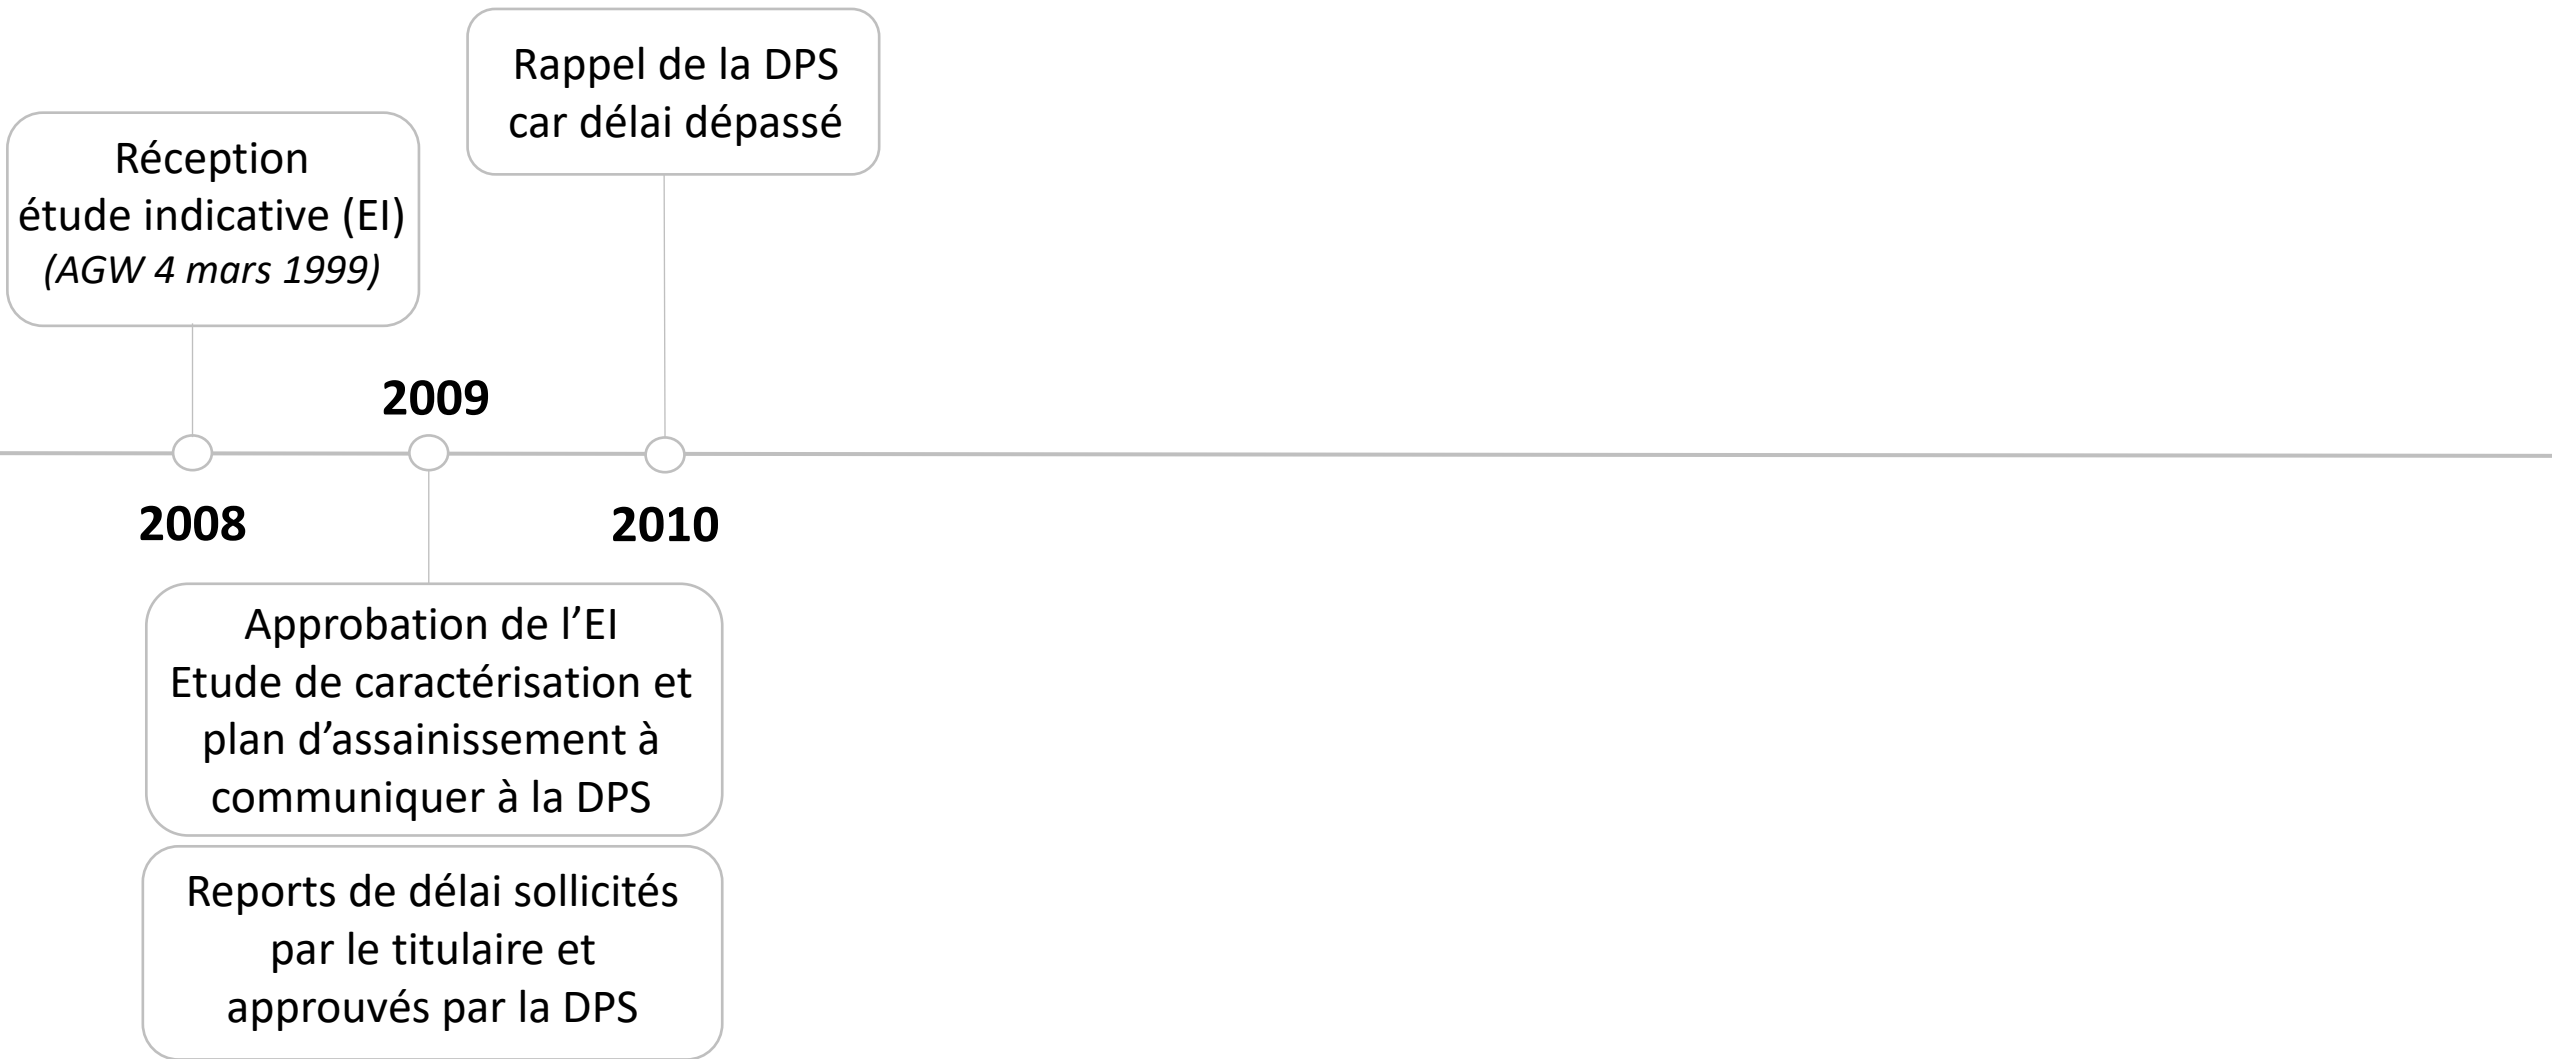 Réception
étude indicative (EI)
(AGW 4 mars 1999)
2008
2009
Approbation de l’EI
Etude de caractérisation et
plan d’assainissement à
communiquer à la DPS
Reports de délai sollicités
par le titulaire et
approuvés par la DPS
Rappel de la DPS
car délai dépassé
2010